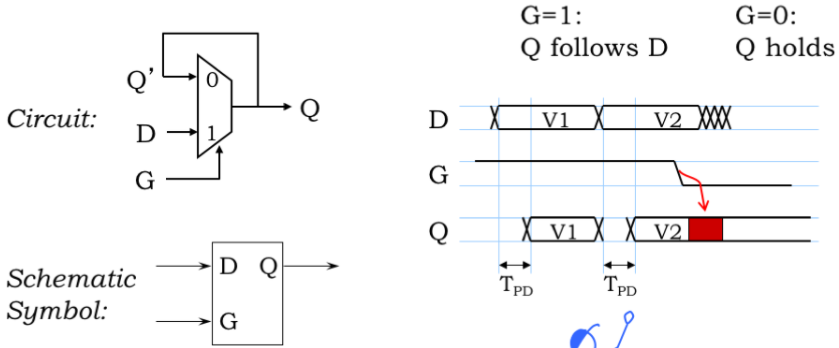 G=1:
Q follows D
G=0:
Q holds
Circuit:
Q'
0
D
1
G
Q
D
V1
V2
G
Q
V1
V2
T_PD
T_PD
Schematic
Symbol:
D
Q
G